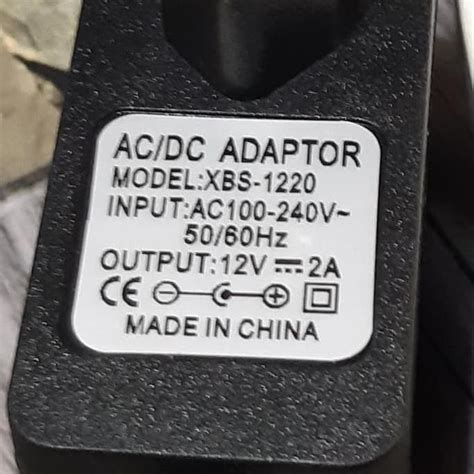 AC/DC ADAPTOR
MODEL:XBS-1220
INPUT:AC100-240V~
50/60Hz
OUTPUT:12V⎓2A
CE
MADE IN CHINA